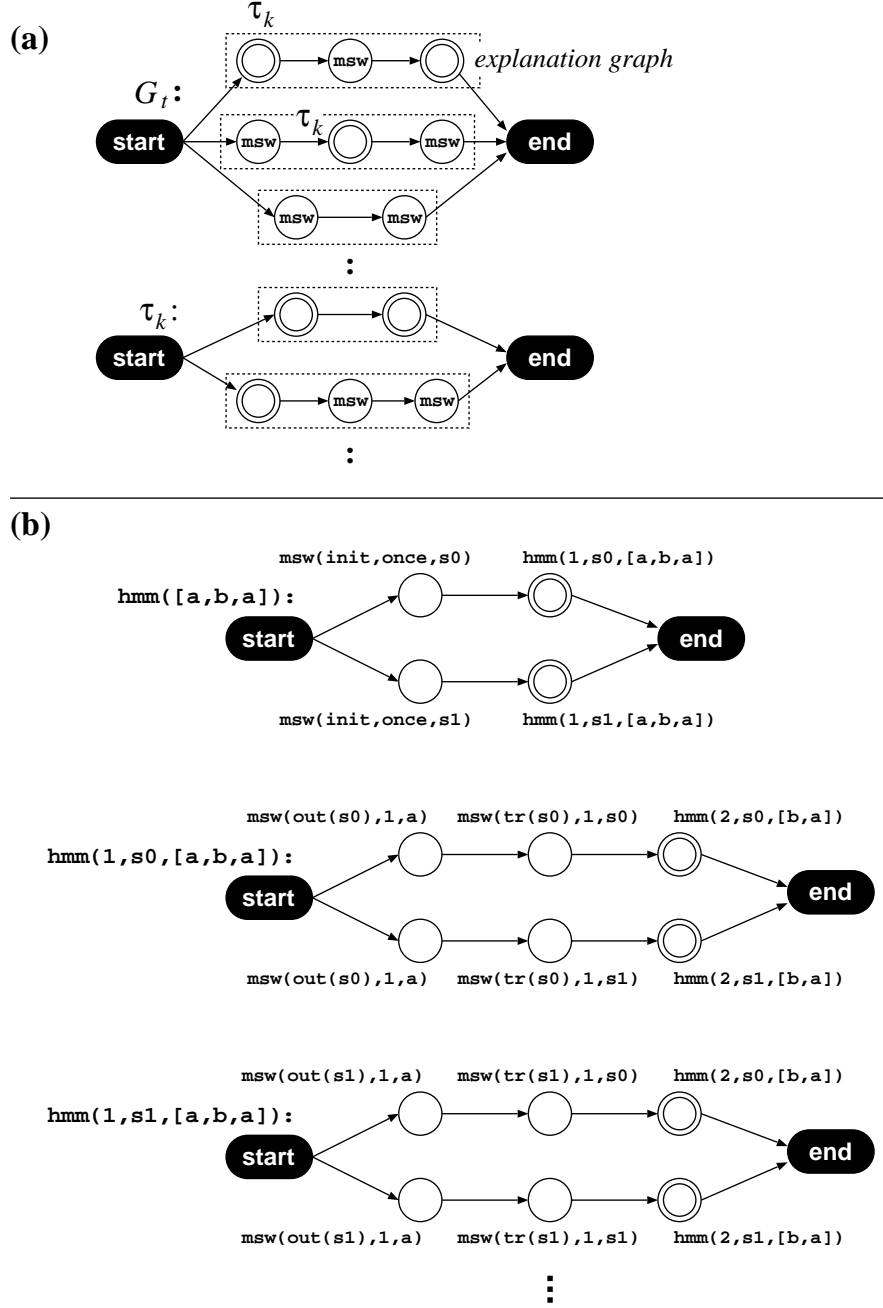 (a)
τk
msw
explanation graph
Gt:
start
msw
τk
msw
end
msw
msw
:
τk:
start
end
msw
msw
:
(b)
msw(init,once,s0)
hmm(1,s0,[a,b,a])
hmm([a,b,a]):
start
end
msw(init,once,s1)
hmm(1,s1,[a,b,a])
msw(out(s0),1,a)
msw(tr(s0),1,s0)
hmm(2,s0,[b,a])
hmm(1,s0,[a,b,a]):
start
end
msw(out(s0),1,a)
msw(tr(s0),1,s1)
hmm(2,s1,[b,a])
msw(out(s1),1,a)
msw(tr(s1),1,s0)
hmm(2,s0,[b,a])
hmm(1,s1,[a,b,a]):
start
end
msw(out(s1),1,a)
msw(tr(s1),1,s1)
hmm(2,s1,[b,a])
⋮